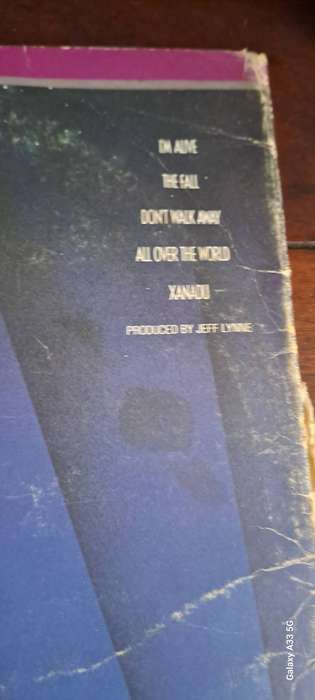 I'M ALIVE
THE FALL
DON'T WALK AWAY
ALL OVER THE WORLD
XANADU
PRODUCED BY JEFF LYNNE
Galaxy A33 5G